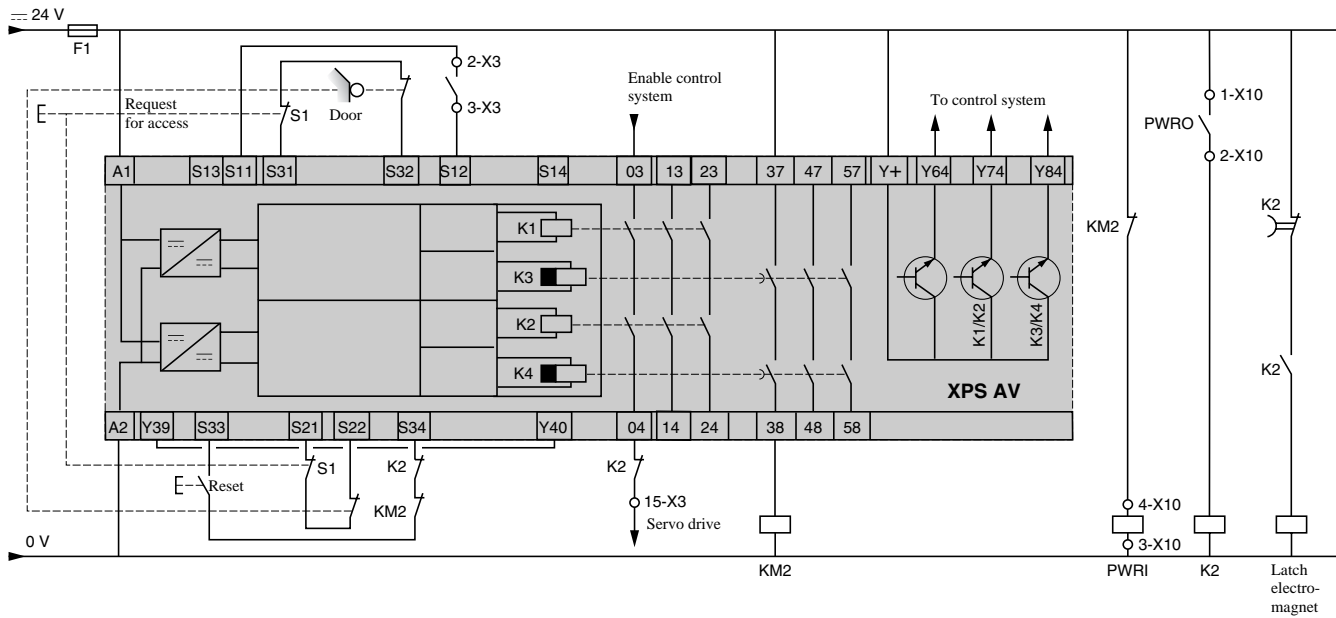 24 V
F1
2-X3
3-X3
Request
for access
S1
Door
Enable control
system
To control system
1-X10
PWRO
2-X10
A1 S13 S11 S31 S32 S12 S14 03 13 23 37 47 57 Y+ Y64 Y74 Y84
KM2
K2
K1
K3
K2
K4
K1/K2
K3/K4
K2
XPS AV
A2 Y39 S33 S21 S22 S34 Y40 04 14 24 38 48 58
S1
K2
K2
Reset
KM2
15-X3
Servo drive
4-X10
3-X10
0 V
KM2
PWRI
K2
Latch
electro-
magnet